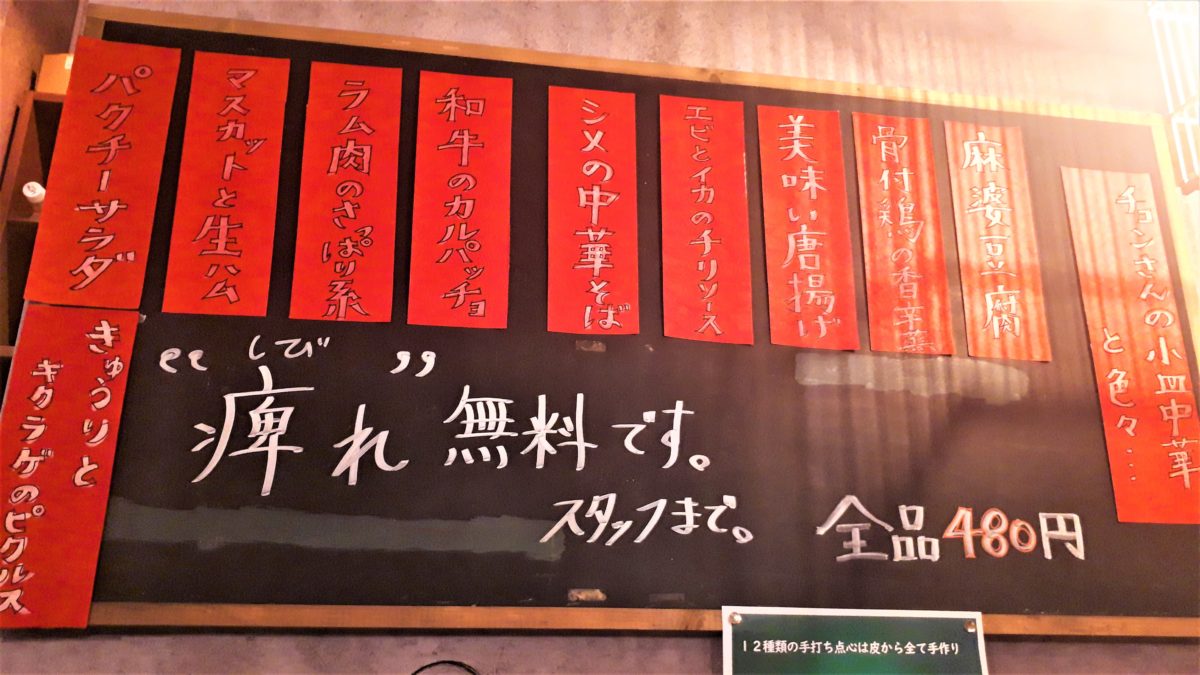 チョンさんの小皿中華
と色々…
麻婆豆腐
骨付鶏の香辛蒸
美味い唐揚げ
エビとイカのチリソース
シメの中華そば
和牛のカルパッチョ
ラム肉のさっぱり系
マスカットと生ハム
パクチーサラダ
きゅうりと
キクラゲのピクルス
“しび”
痺れ無料です。
スタッフまで。
全品480円
12種類の手打ち点心は皮から全て手作り